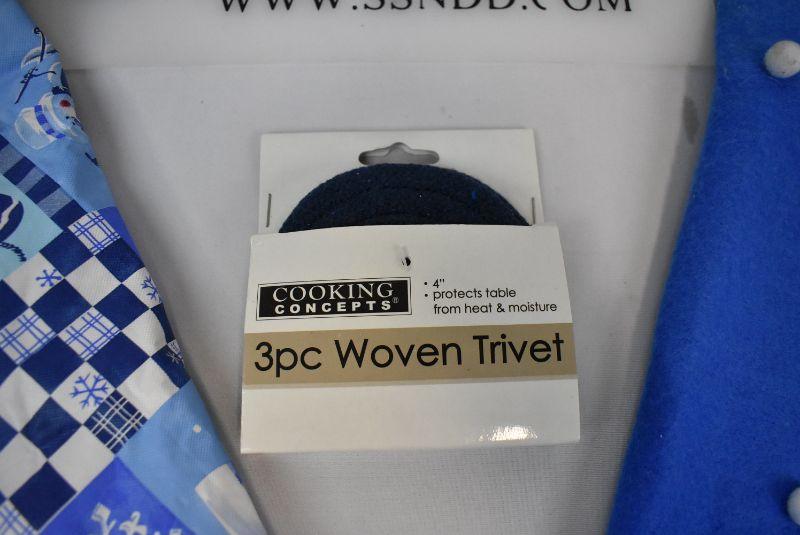 WWW.SSNDD.COM
COOKING
CONCEPTS®
• 4"
• protects table
from heat & moisture
3pc Woven Trivet